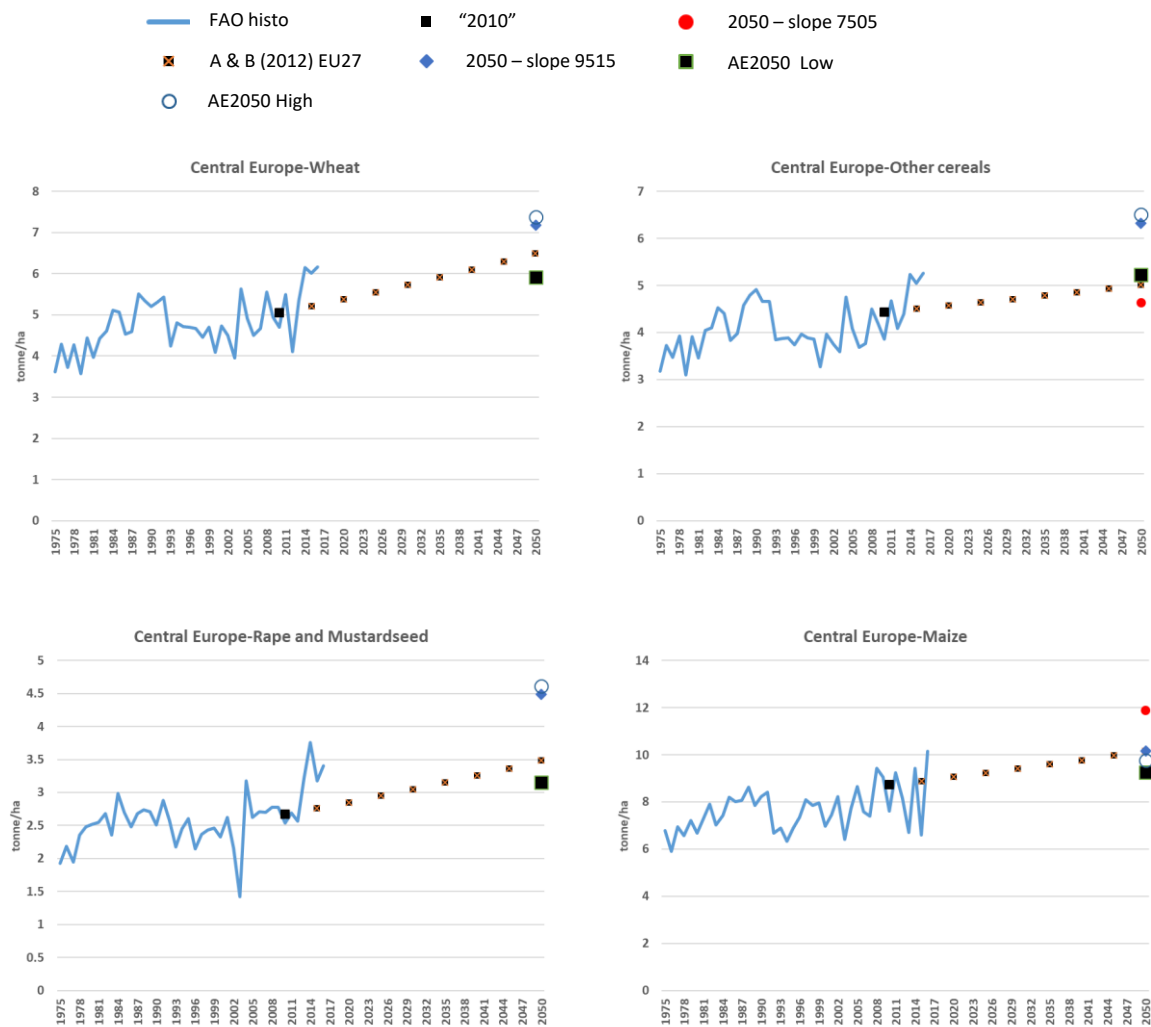 FAO histo “2010” 2050 – slope 7505
A & B (2012) EU27 2050 – slope 9515 AE2050 Low
AE2050 High
Central Europe-Wheat
8
7
6
5
4
3
2
1
0
tonne/ha
1975 1978 1981 1984 1987 1990 1993 1996 1999 2002 2005 2008 2011 2014 2017 2020 2023 2026 2029 2032 2035 2038 2041 2044 2047 2050
Central Europe-Other cereals
7
6
5
4
3
2
1
0
tonne/ha
1975 1978 1981 1984 1987 1990 1993 1996 1999 2002 2005 2008 2011 2014 2017 2020 2023 2026 2029 2032 2035 2038 2041 2044 2047 2050
Central Europe-Rape and Mustardseed
5
4.5
4
3.5
3
2.5
2
1.5
1
0.5
0
tonne/ha
1975 1978 1981 1984 1987 1990 1993 1996 1999 2002 2005 2008 2011 2014 2017 2020 2023 2026 2029 2032 2035 2038 2041 2044 2047 2050
Central Europe-Maize
14
12
10
8
6
4
2
0
tonne/ha
1975 1978 1981 1984 1987 1990 1993 1996 1999 2002 2005 2008 2011 2014 2017 2020 2023 2026 2029 2032 2035 2038 2041 2044 2047 2050